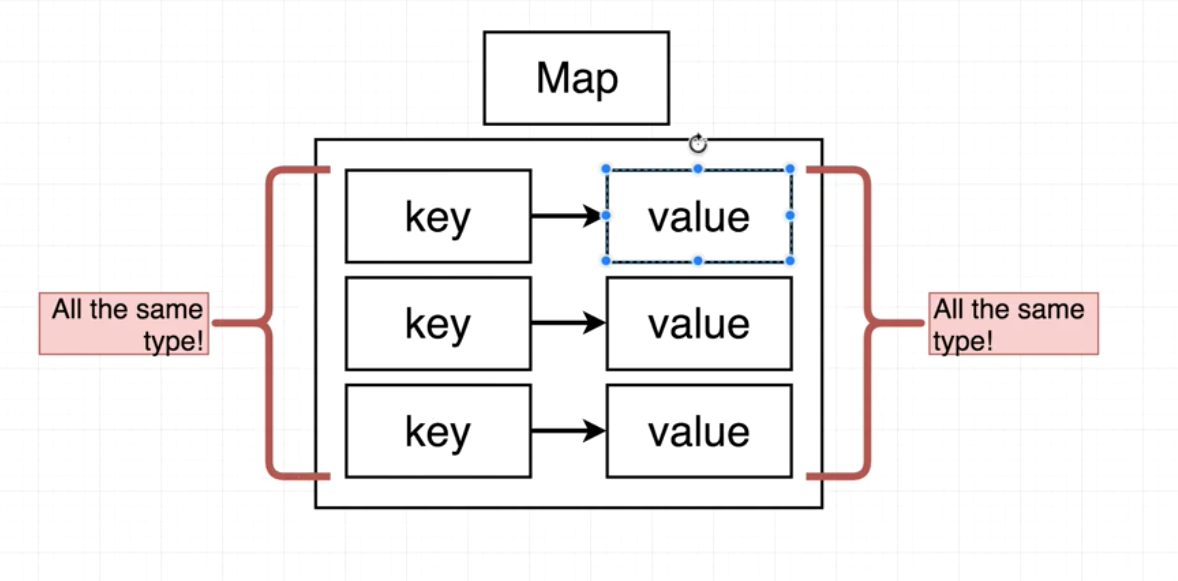 Map
All the same
type!
key
value
key
value
key
value
All the same
type!